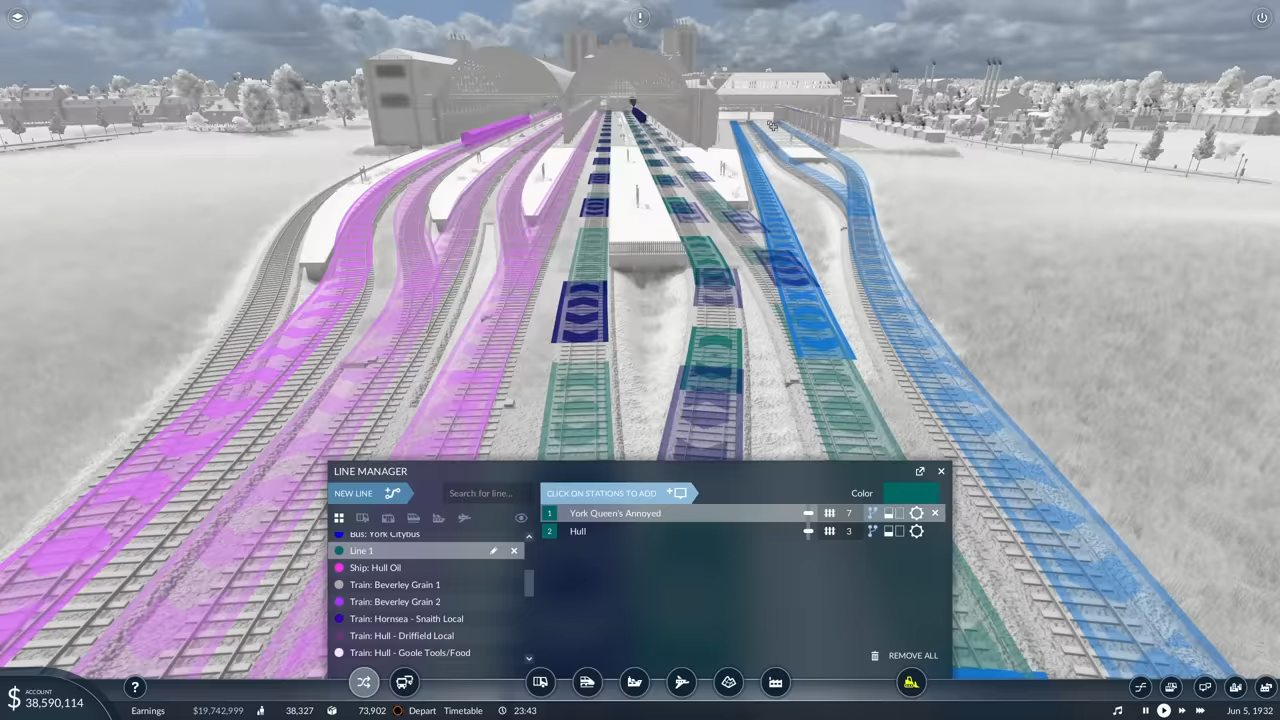 LINE MANAGER
NEW LINE
Search for line...
CLICK ON STATIONS TO ADD
Color
1 York Queen's Annoyed 7
2 Hull 3
Bus: York Citybus
Line 1
Ship: Hull Oil
Train: Beverley Grain 1
Train: Beverley Grain 2
Train: Hornsea - Snaith Local
Train: Hull - Driffield Local
Train: Hull - Goole Tools/Food
REMOVE ALL
?
$ ACCOUNT
38,590,114
Earnings $19,742,999 38,327 73,902 Depart Timetable 23:43 Jun 5, 1932